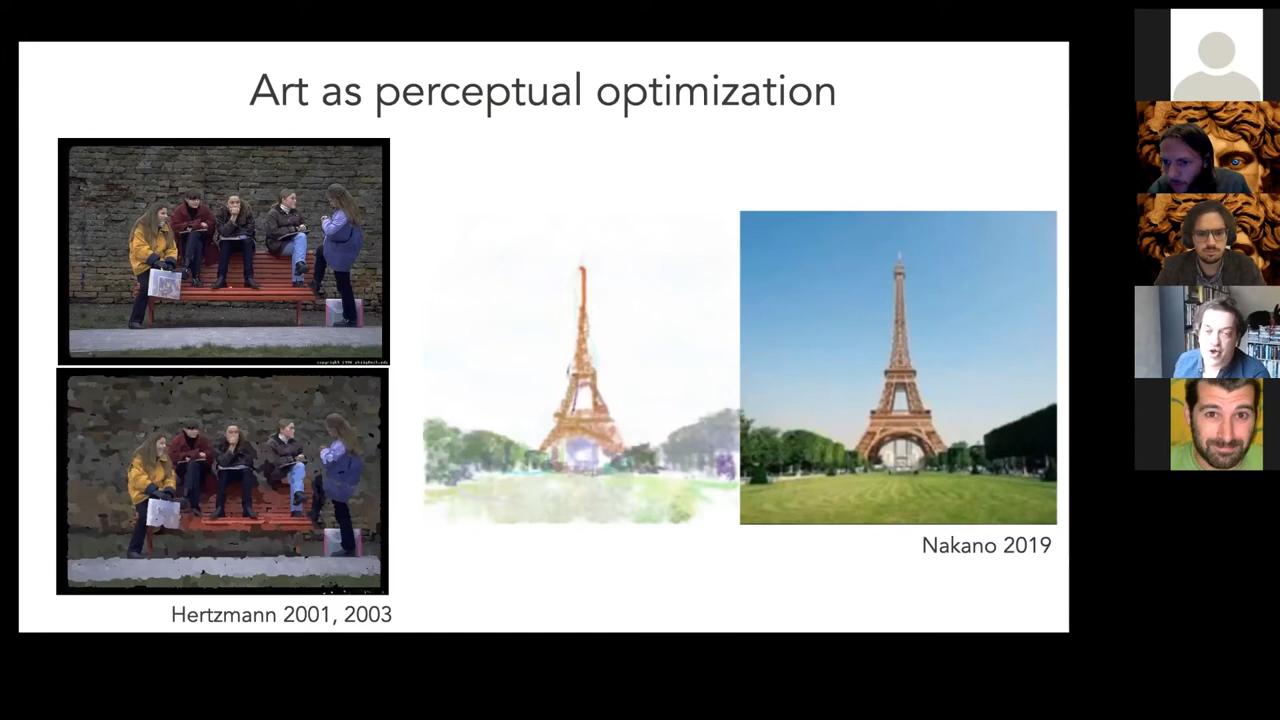 Art as perceptual optimization
Nakano 2019
Hertzmann 2001, 2003